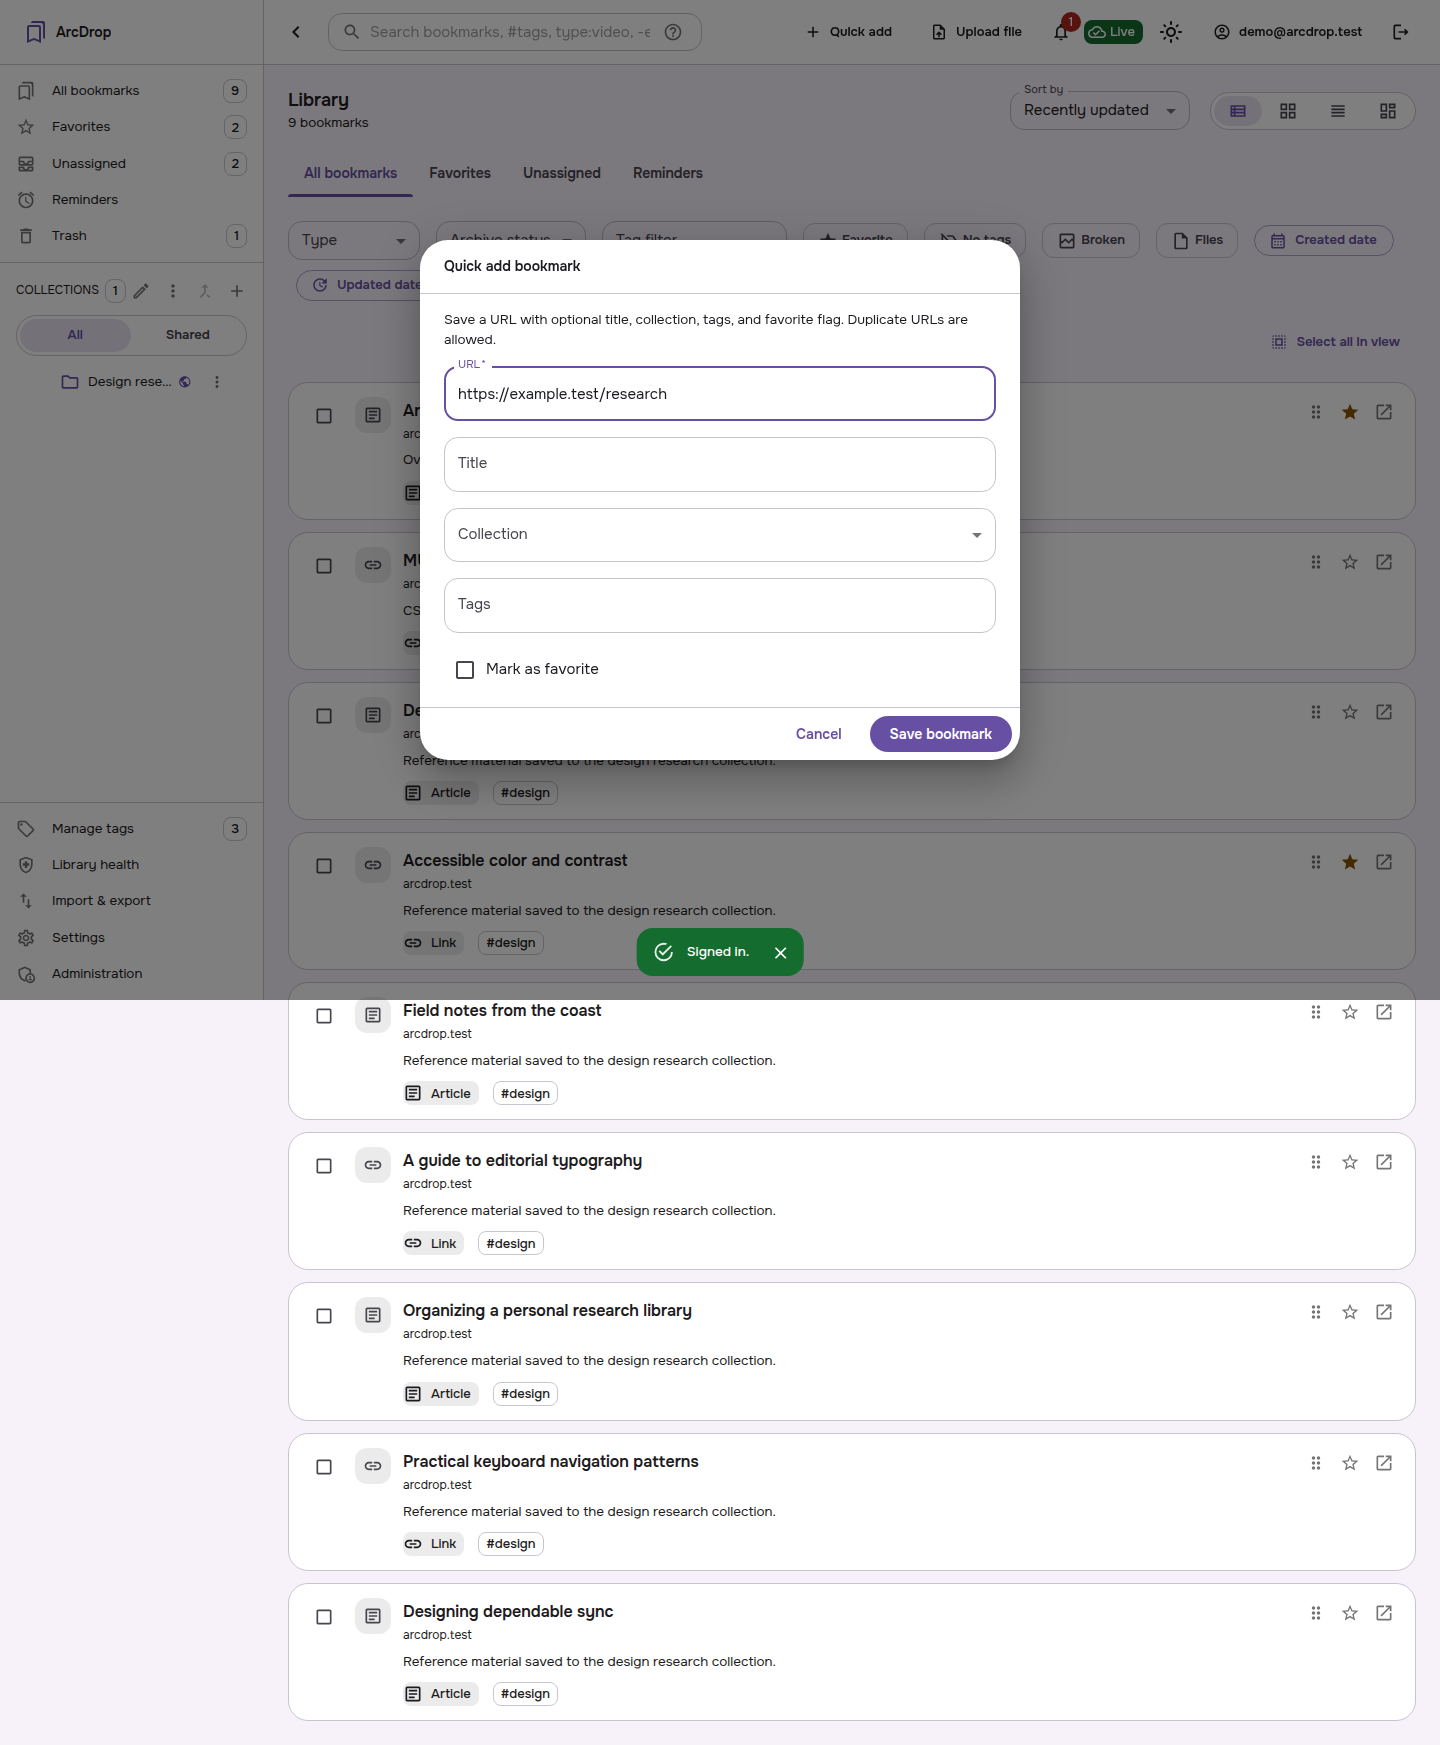 ArcDrop
Search bookmarks, #tags, type:video, -e
Quick add
Upload file
1
Live
demo@arcdrop.test
All bookmarks
9
Favorites
2
Unassigned
2
Reminders
Trash
1
COLLECTIONS
1
All
Shared
Design rese...
Manage tags
3
Library health
Import & export
Settings
Administration
Library
9 bookmarks
Sort by
Recently updated
All bookmarks
Favorites
Unassigned
Reminders
Type
Archive status
Tag filter
Favorite
No tags
Broken
Files
Created date
Updated date
Select all in view
Quick add bookmark
Save a URL with optional title, collection, tags, and favorite flag. Duplicate URLs are
allowed.
URL *
https://example.test/research
Title
Collection
Tags
Mark as favorite
Cancel
Save bookmark
Reference material saved to the design research collection.
Article
#design
Accessible color and contrast
arcdrop.test
Reference material saved to the design research collection.
Link
#design
Signed in.
Field notes from the coast
arcdrop.test
Reference material saved to the design research collection.
Article
#design
A guide to editorial typography
arcdrop.test
Reference material saved to the design research collection.
Link
#design
Organizing a personal research library
arcdrop.test
Reference material saved to the design research collection.
Article
#design
Practical keyboard navigation patterns
arcdrop.test
Reference material saved to the design research collection.
Link
#design
Designing dependable sync
arcdrop.test
Reference material saved to the design research collection.
Article
#design